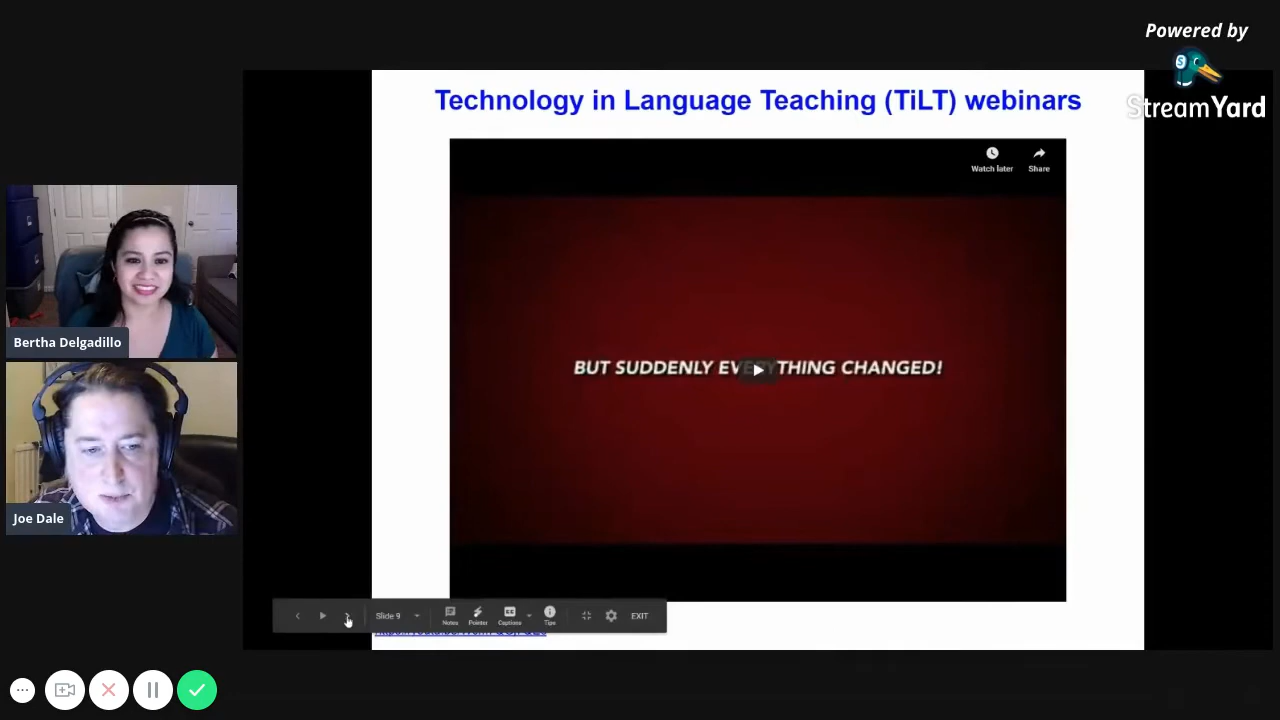 Powered by
StreamYard
Technology in Language Teaching (TiLT) webinars
Watch later
Share
BUT SUDDENLY EVERYTHING CHANGED!
Bertha Delgadillo
Joe Dale
Slide 9
Notes
Pointer
Captions
Tips
EXIT